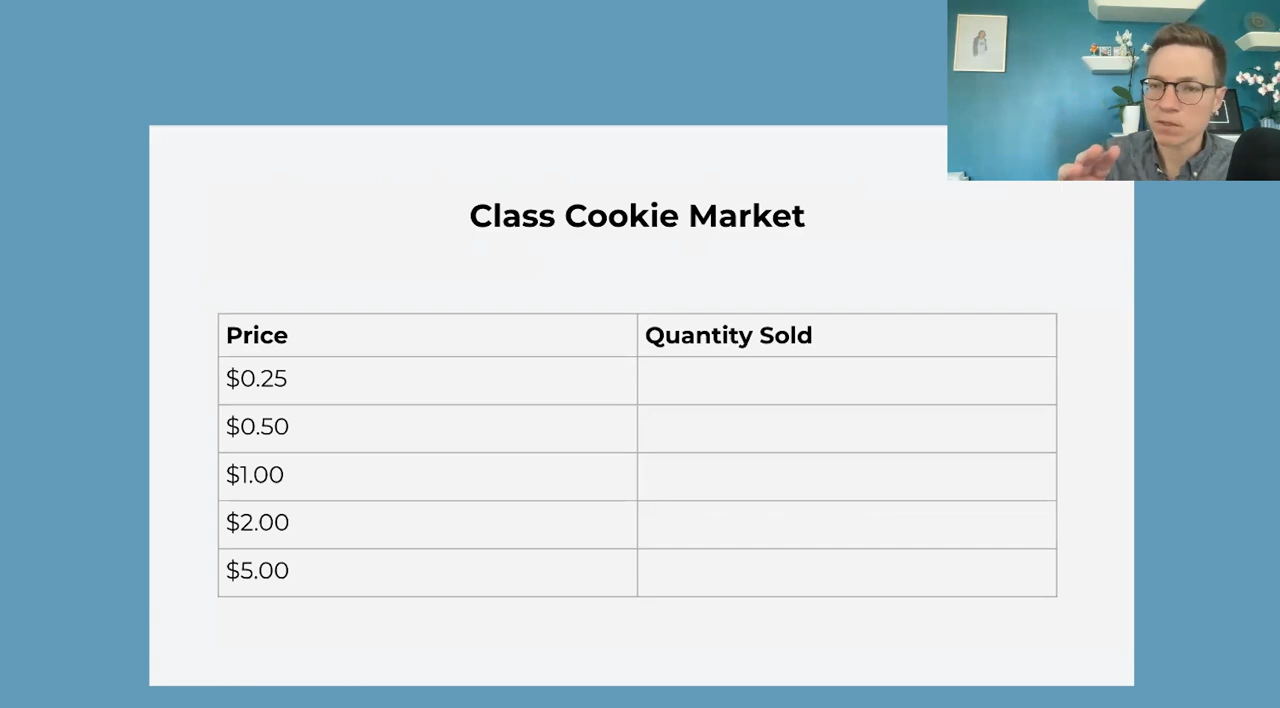 Class Cookie Market
Price Quantity Sold
$0.25
$0.50
$1.00
$2.00
$5.00